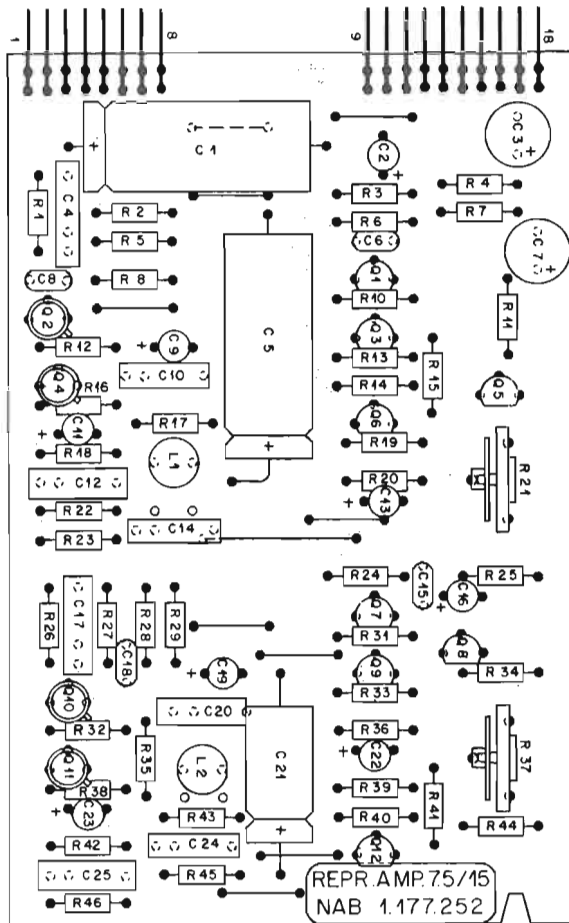 1 8 9 18
C1
C2
C3
R1
C4
R2
R3
R4
R5
R6
R7
C6
C7
C8
R8
Q1
R10
R11
Q2
R12
C9
C5
Q3
R13
R15
C10
R14
Q4
R16
Q5
C11
R17
Q6
R18
R19
L1
C12
R20
R21
C13
R22
C14
R23
R24
C15
C16
R25
R26
C17
R27
C18
R28
R29
Q7
R31
Q8
R34
C19
Q9
R33
Q10
R32
C20
R35
R36
C22
R37
Q11
R38
L2
C21
C23
R39
R43
R40
R41
R44
R42
C24
Q12
C25
R45
R46
REPR.AMP.7.5/15
NAB 1.177.252